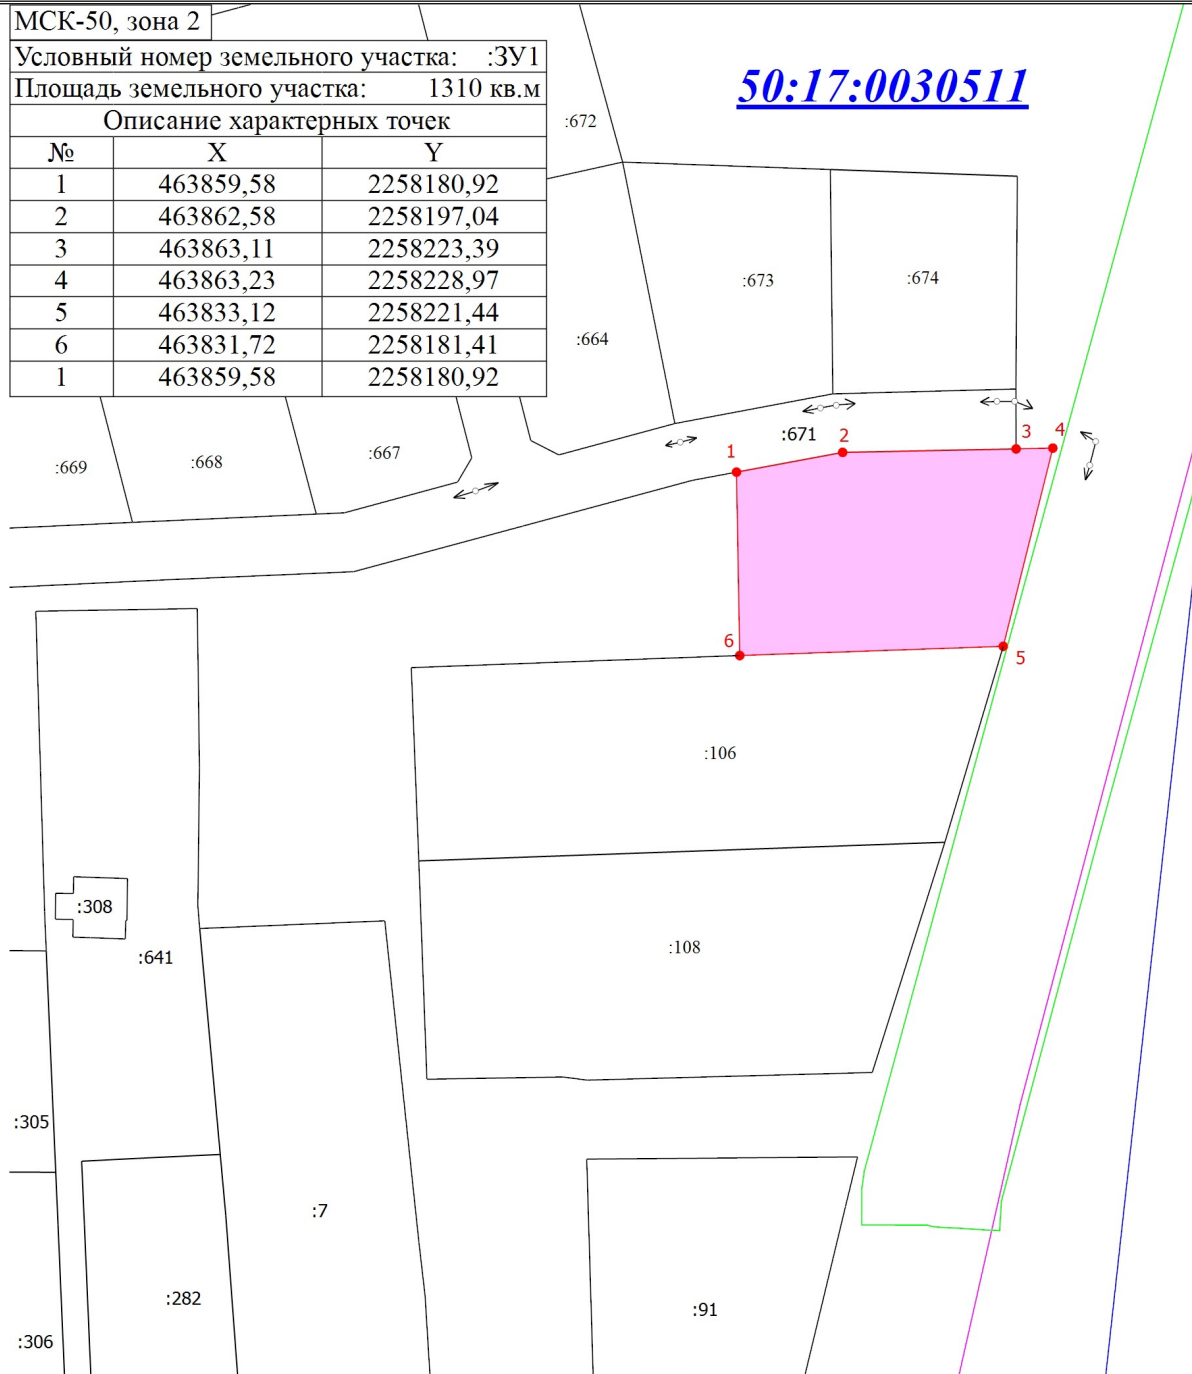 МСК-50, зона 2
Условный номер земельного участка: :ЗУ1
Площадь земельного участка: 1310 кв.м
Описание характерных точек
№ X Y
1 463859,58 2258180,92
2 463862,58 2258197,04
3 463863,11 2258223,39
4 463863,23 2258228,97
5 463833,12 2258221,44
6 463831,72 2258181,41
1 463859,58 2258180,92
50:17:0030511
:672
:673
:674
:664
:671
:669
:668
:667
1
2
3
4
5
6
:106
:108
:308
:641
:305
:7
:282
:91
:306